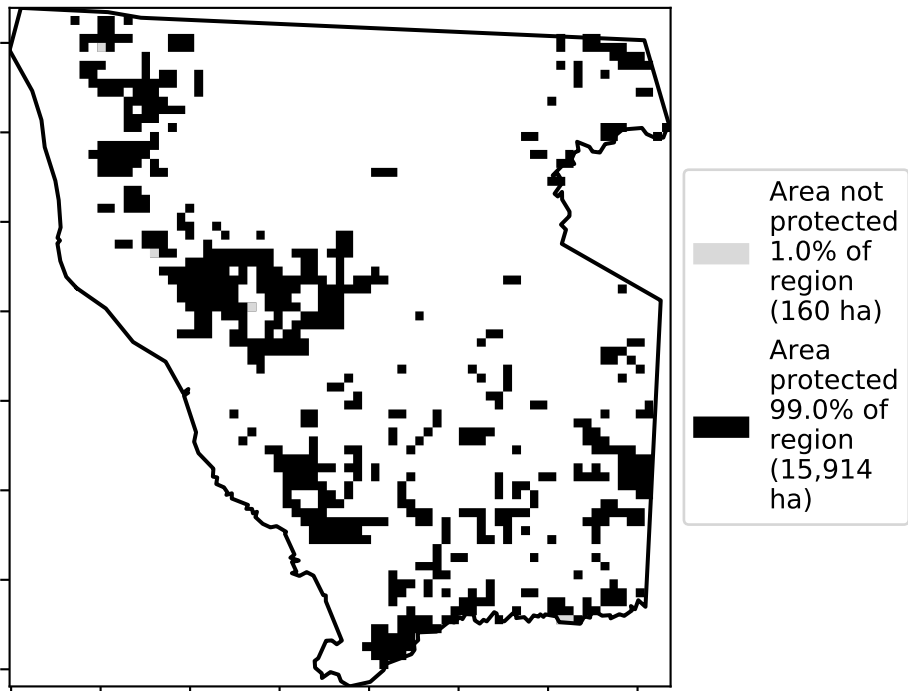 Area not
protected
1.0% of
region
(160 ha)
Area
protected
99.0% of
region
(15,914
ha)